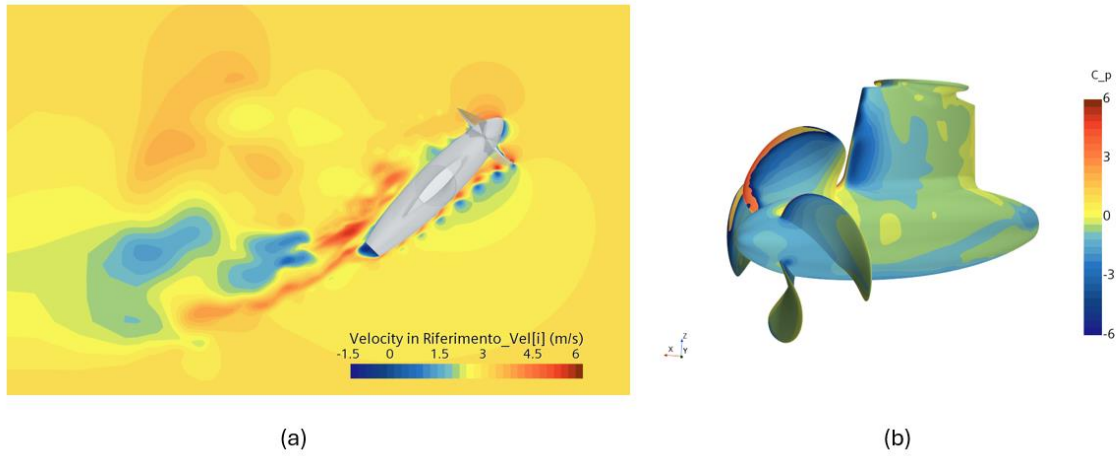 Velocity in Riferimento_Vel[i] (m/s)
-1.5 0 1.5 3 4.5 6
(a)
C_p
6
3
0
-3
-6
Z
X Y
(b)